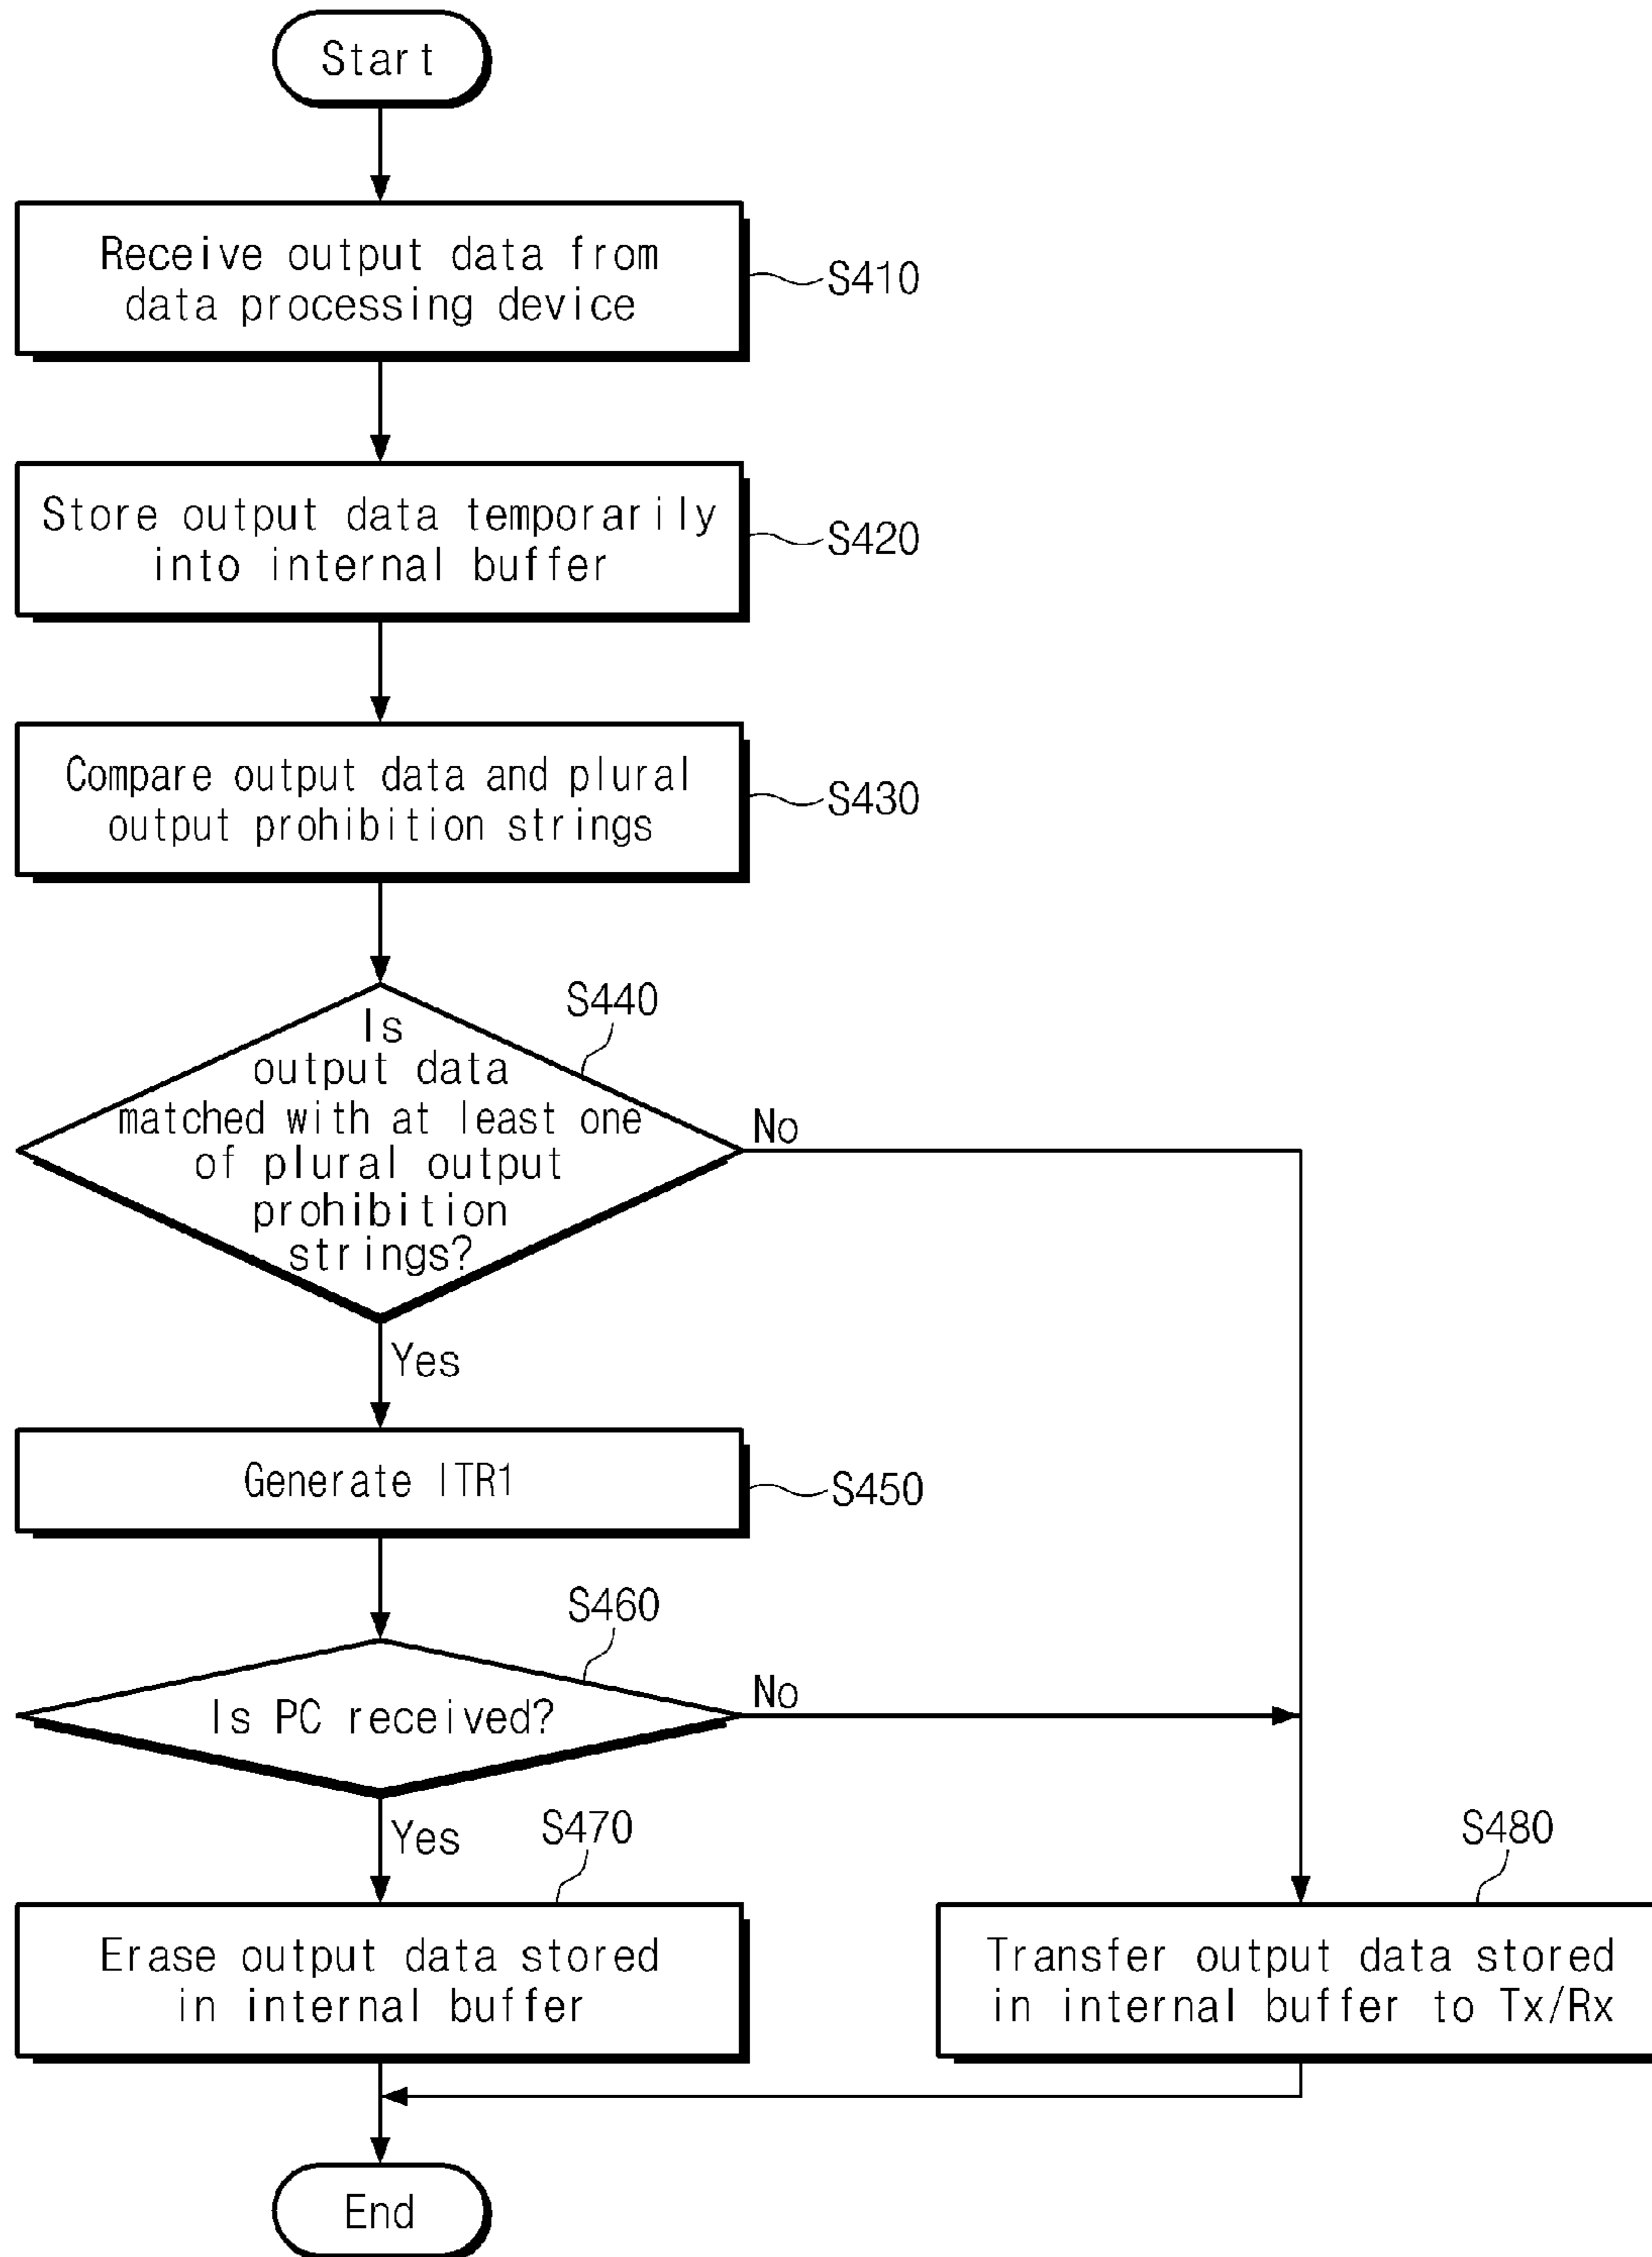 Start
Receive output data from
data processing device
S410
Store output data temporarily
into internal buffer
S420
Compare output data and plural
output prohibition strings
S430
S440
Is
output data
matched with at least one
of plural output
prohibition
strings?
No
Yes
Generate ITR1
S450
S460
Is PC received?
No
Yes
S470
Erase output data stored
in internal buffer
S480
Transfer output data stored
in internal buffer to Tx/Rx
End